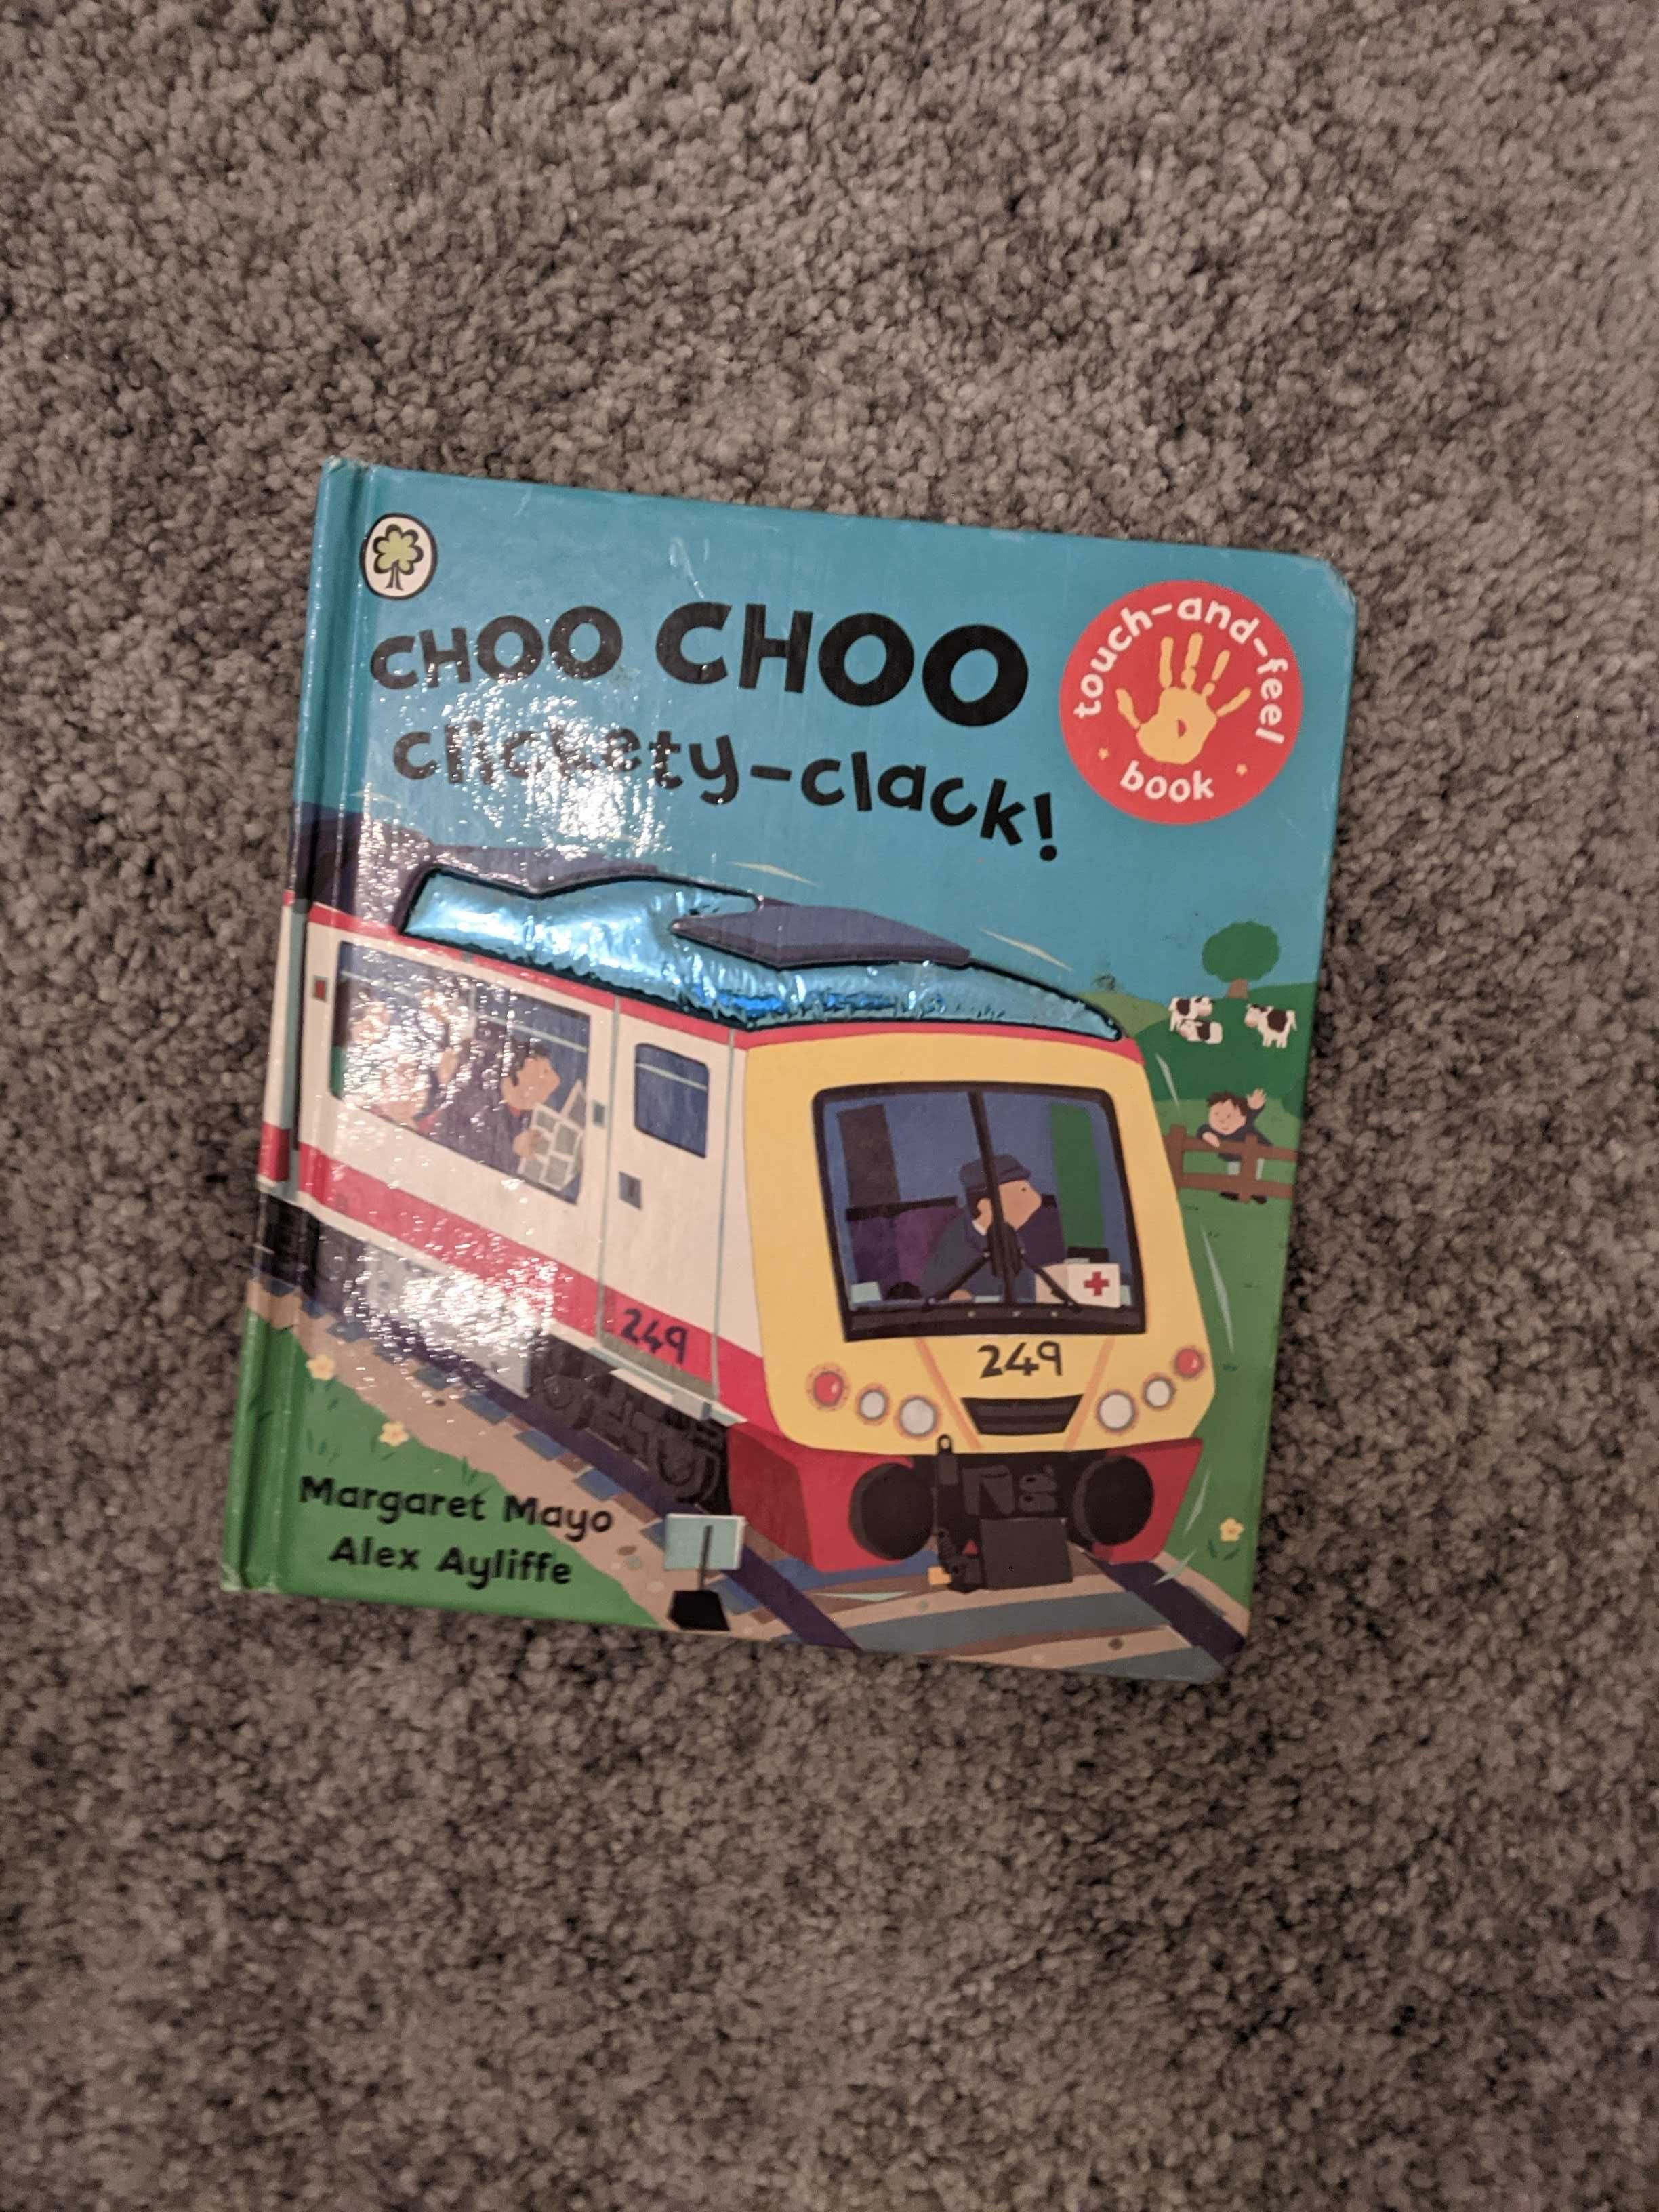 CHOO CHOO
clickety-clack!
touch-and-feel
book
249
249
Margaret Mayo
Alex Ayliffe